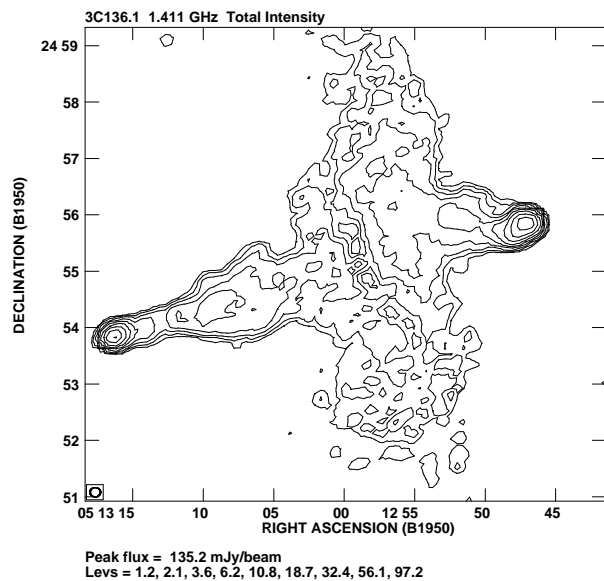 3C136.1 1.411 GHz Total Intensity
DECLINATION (B1950)
24 59
58
57
56
55
54
53
52
51
05 13 15 10 05 00 12 55 50 45
RIGHT ASCENSION (B1950)
Peak flux = 135.2 mJy/beam
Levs = 1.2, 2.1, 3.6, 6.2, 10.8, 18.7, 32.4, 56.1, 97.2